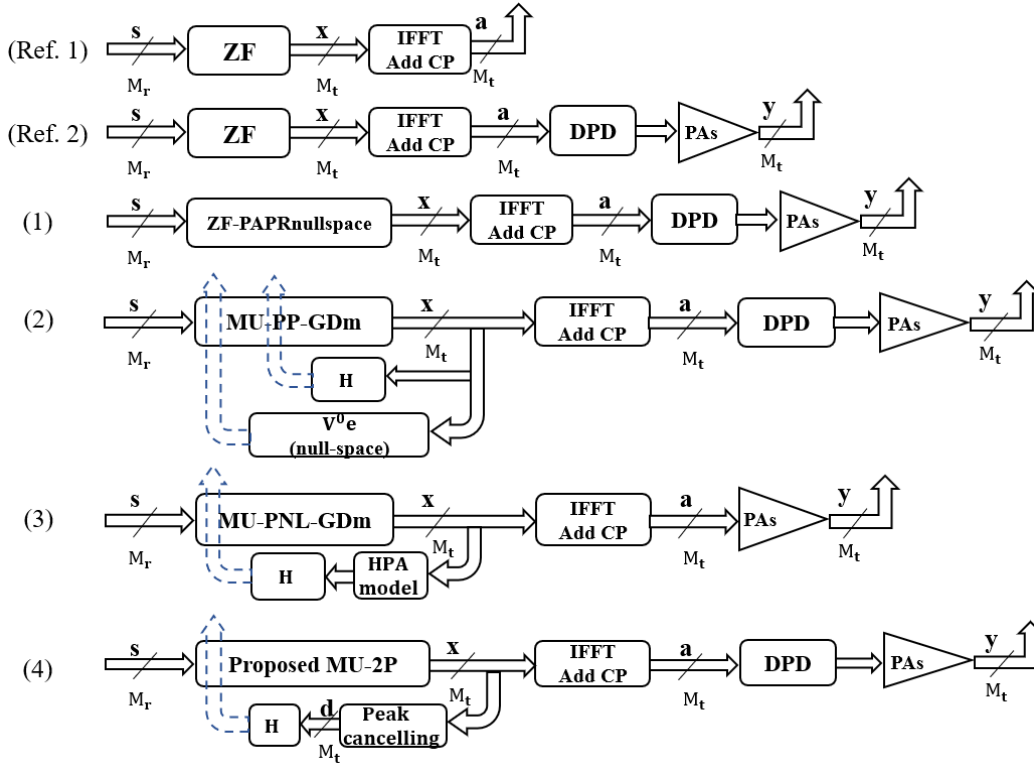 (Ref. 1) s M_r ZF x M_t IFFT Add CP a M_t
(Ref. 2) s M_r ZF x M_t IFFT Add CP a M_t DPD PAs y M_t
(1) s M_r ZF-PAPRnullspace x M_t IFFT Add CP a M_t DPD PAs y M_t
(2) s M_r MU-PP-GDm x M_t IFFT Add CP a M_t DPD PAs y M_t
H
V⁰e
(null-space)
(3) s M_r MU-PNL-GDm x M_t IFFT Add CP a M_t PAs y M_t
H HPA model
(4) s M_r Proposed MU-2P x M_t IFFT Add CP a M_t DPD PAs y M_t
H d M_t Peak cancelling